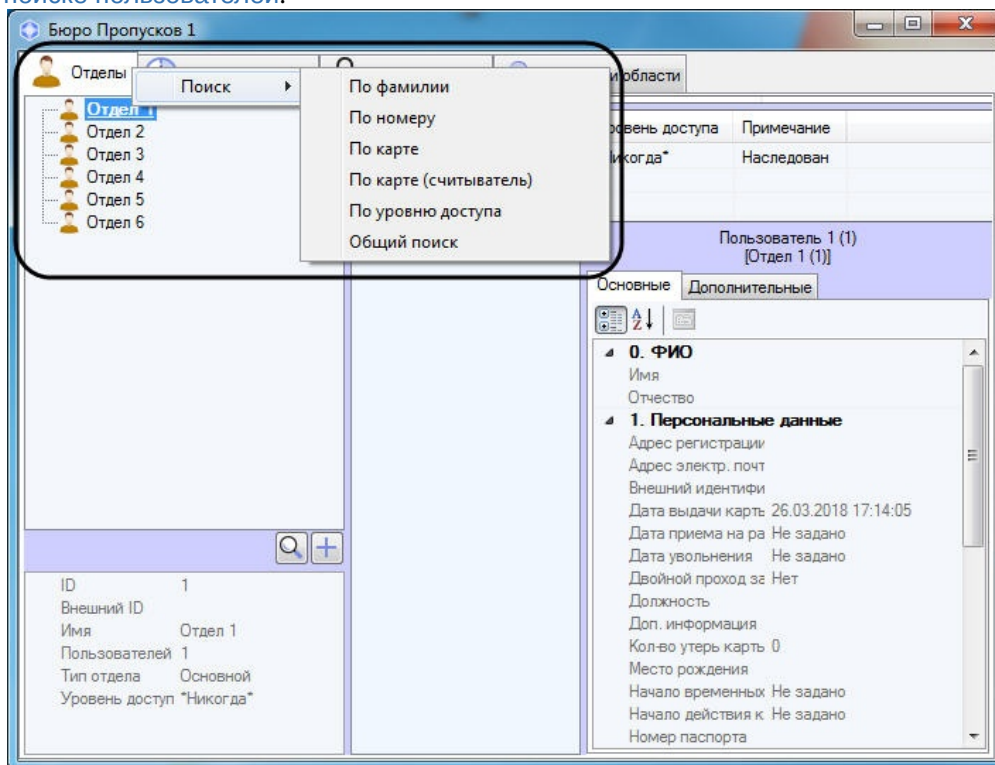 поиске пользователей.
Бюро Пропусков 1
Отделы
области
Поиск
По фамилии
По номеру
По карте
По карте (считыватель)
По уровню доступа
Общий поиск
Отдел 1
Отдел 2
Отдел 3
Отдел 4
Отдел 5
Отдел 6
ровень доступа Примечание
икогда* Наследован
Пользователь 1 (1)
[Отдел 1 (1)]
Основные Дополнительные
0. ФИО
Имя
Отчество
1. Персональные данные
Адрес регистрации
Адрес электр. почт
Внешний идентифи
Дата выдачи карть 26.03.2018 17:14:05
Дата приема на ра Не задано
Дата увольнения Не задано
Двойной проход за Нет
Должность
Доп. информация
Кол-во утерь карть 0
Место рождения
Начало временных Не задано
Начало действия к Не задано
Номер паспорта
ID 1
Внешний ID
Имя Отдел 1
Пользователей 1
Тип отдела Основной
Уровень доступ *Никогда*